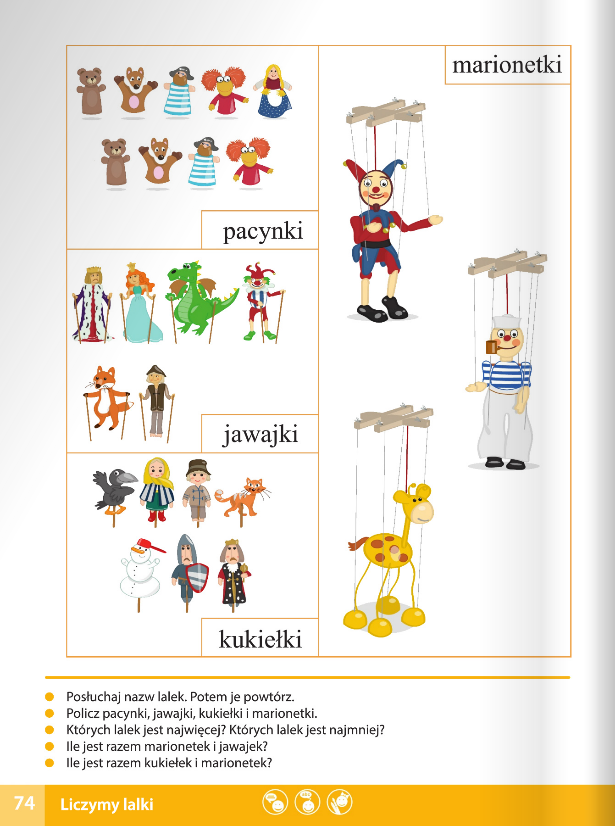 marionetki
pacynki
jawajki
kukiełki
Posłuchaj nazw lalek. Potem je powtórz.
Policz pacynki, jawajki, kukiełki i marionetki.
Których lalek jest najwięcej? Których lalek jest najmniej?
Ile jest razem marionetek i jawajek?
Ile jest razem kukiełek i marionetek?
74 Liczymy lalki